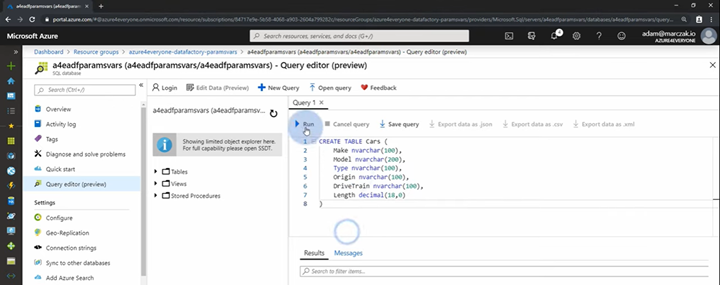 a4eadfparamsvars (a4eadfparams
portal.azure.com
Microsoft Azure
Search resources, services, and docs (G+/)
adam@marczak.io
AZURE4EVERYONE
Dashboard > Resource groups > azure4everyone-datafactory-paramsvars > a4eadfparamsvars (a4eadfparamsvars/a4eadfparamsvars) - Query editor (preview)
a4eadfparamsvars (a4eadfparamsvars/a4eadfparamsvars) - Query editor (preview)
SQL database
Search (Ctrl+/)
Overview
Activity log
Tags
Diagnose and solve problems
Quick start
Query editor (preview)
Settings
Configure
Geo-Replication
Connection strings
Sync to other databases
Add Azure Search
Login
Edit Data (Preview)
New Query
Open query
Feedback
a4eadfparamsvars (a4eadfparamsv...
Showing limited object explorer here.
For full capability please open SSDT.
Tables
Views
Stored Procedures
Query 1
Run
Cancel query
Save query
Export data as .json
Export data as .csv
Export data as .xml
1 CREATE TABLE Cars (
2 Make nvarchar(100),
3 Model nvarchar(200),
4 Type nvarchar(100),
5 Origin nvarchar(100),
6 DriveTrain nvarchar(100),
7 Length decimal(18,0)
8 )
Results
Messages
Search to filter items...